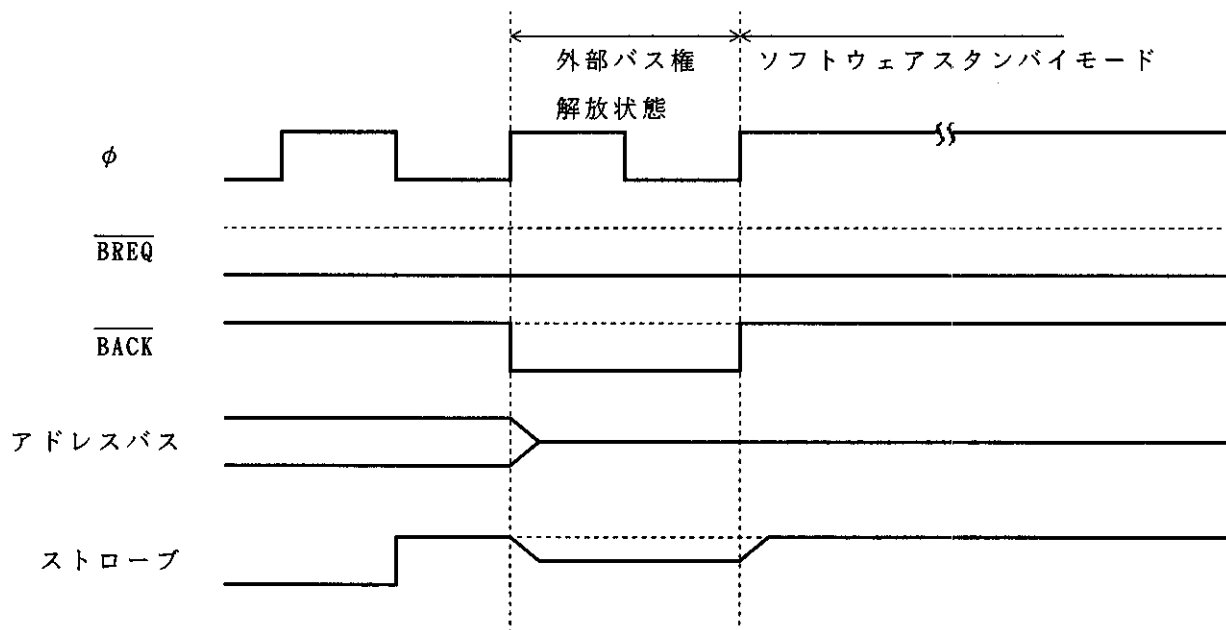 外部バス権 ソフトウェアスタンバイモード
解放状態
φ
BREQ
BACK
アドレスバス
ストローブ